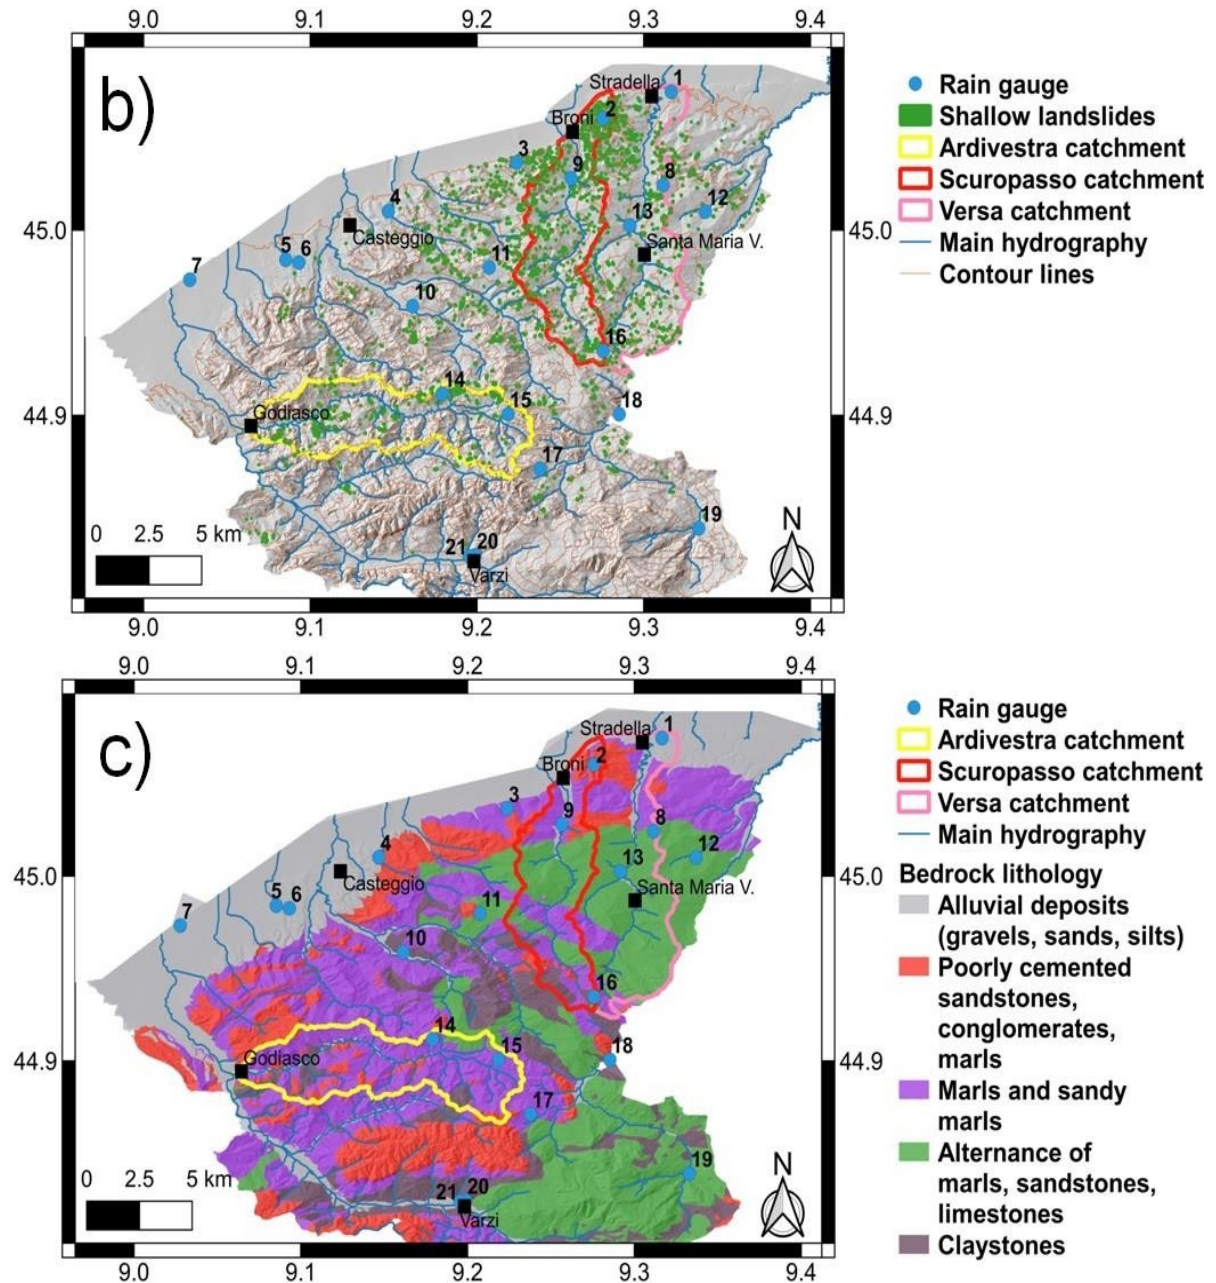 9.0 9.1 9.2 9.3 9.4
b)
Stradella 1
Broni 2
3
9 8
4 13 12
45.0 45.0
Casteggio Santa Maria V.
5 6 11
7
10
16
14
15 18
44.9 44.9
Godiasco
17
19
0 2.5 5 km N
21 20
Varzi
9.0 9.1 9.2 9.3 9.4
Rain gauge
Shallow landslides
Ardivestra catchment
Scuropasso catchment
Versa catchment
Main hydrography
Contour lines
9.0 9.1 9.2 9.3 9.4
c)
Stradella 1
Broni 2
3
9 8
4 13 12
45.0 45.0
Casteggio Santa Maria V.
5 6 11
7
10
16
14
15 18
44.9 44.9
Godiasco
17
19
0 2.5 5 km N
21 20
Varzi
9.0 9.1 9.2 9.3 9.4
Rain gauge
Ardivestra catchment
Scuropasso catchment
Versa catchment
Main hydrography
Bedrock lithology
Alluvial deposits
(gravels, sands, silts)
Poorly cemented
sandstones,
conglomerates,
marls
Marls and sandy
marls
Alternance of
marls, sandstones,
limestones
Claystones